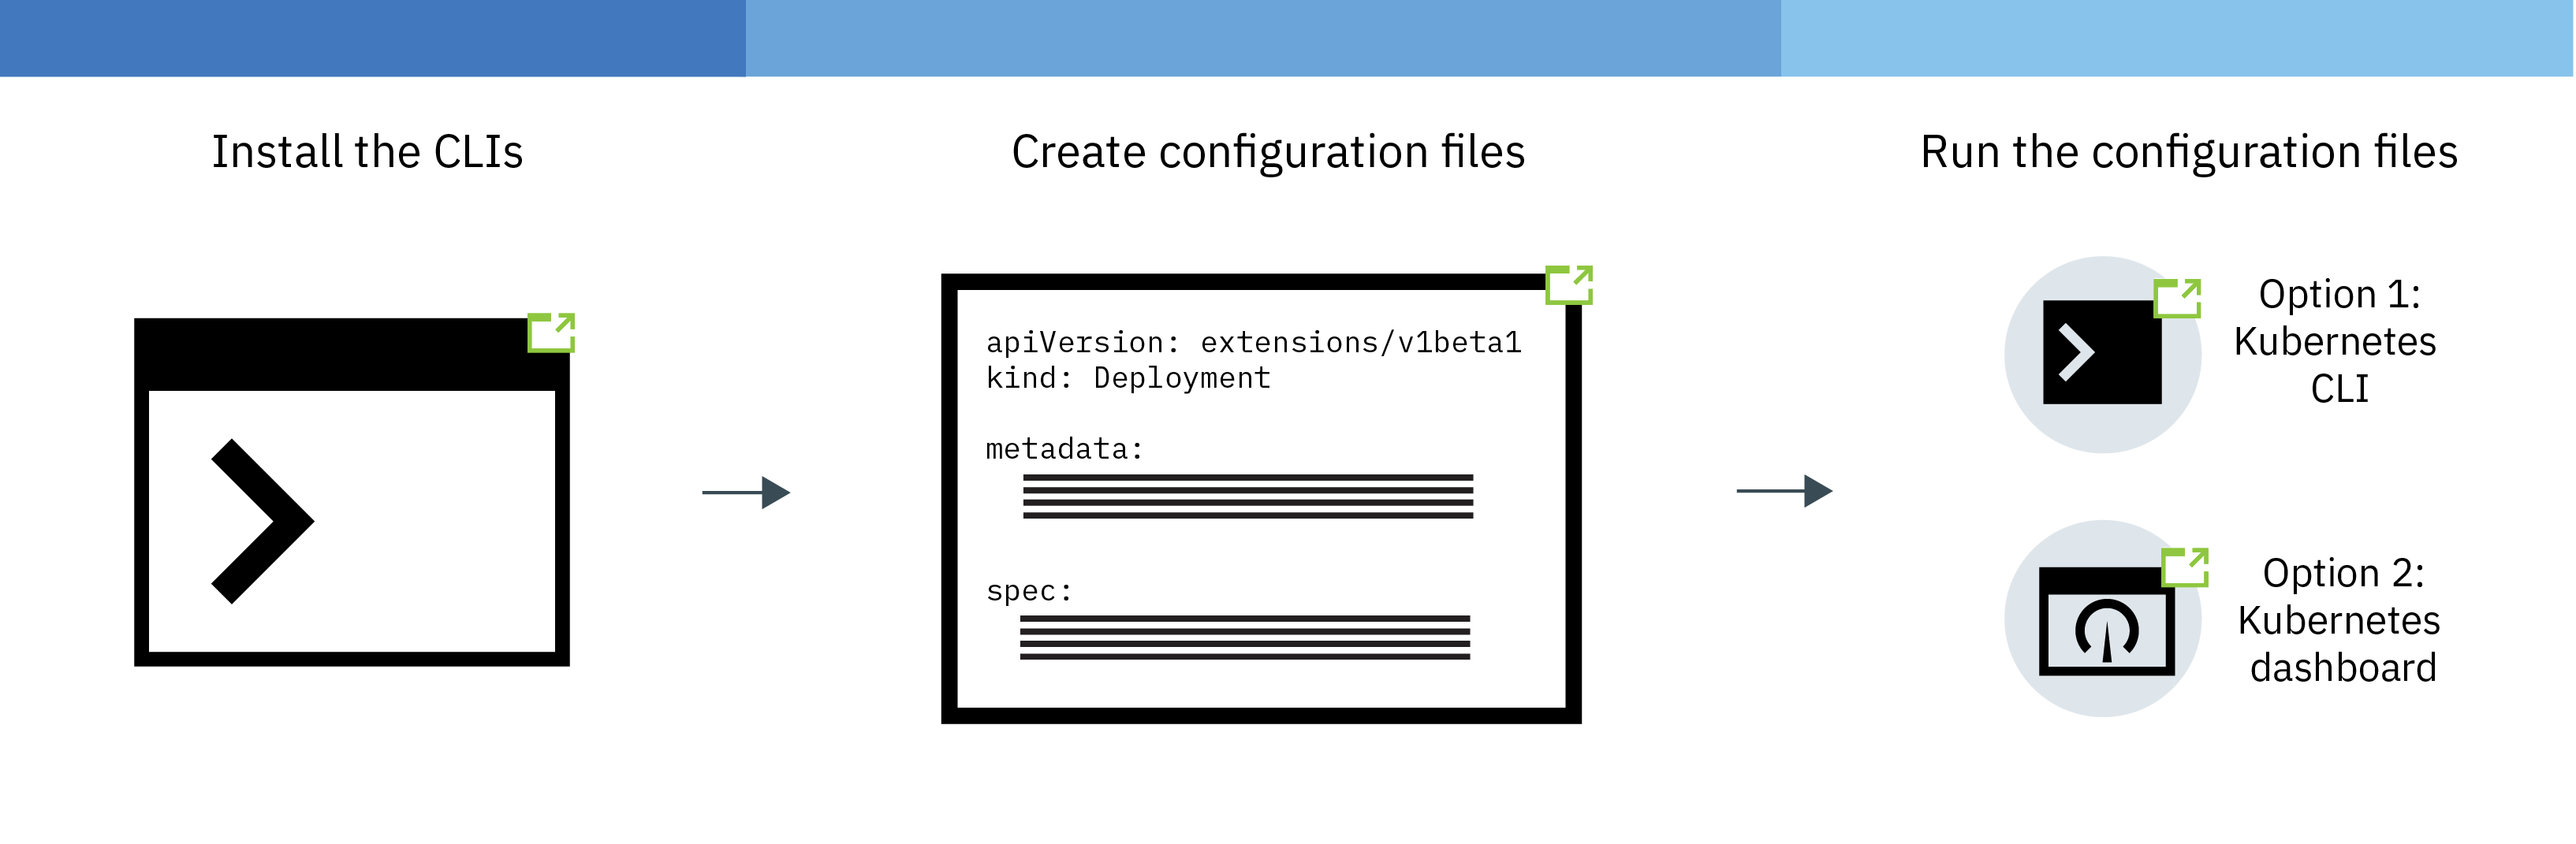 Install the CLIs
Create configuration files
apiVersion: extensions/v1beta1
kind: Deployment
metadata:
spec:
Run the configuration files
Option 1:
Kubernetes
CLI
Option 2:
Kubernetes
dashboard